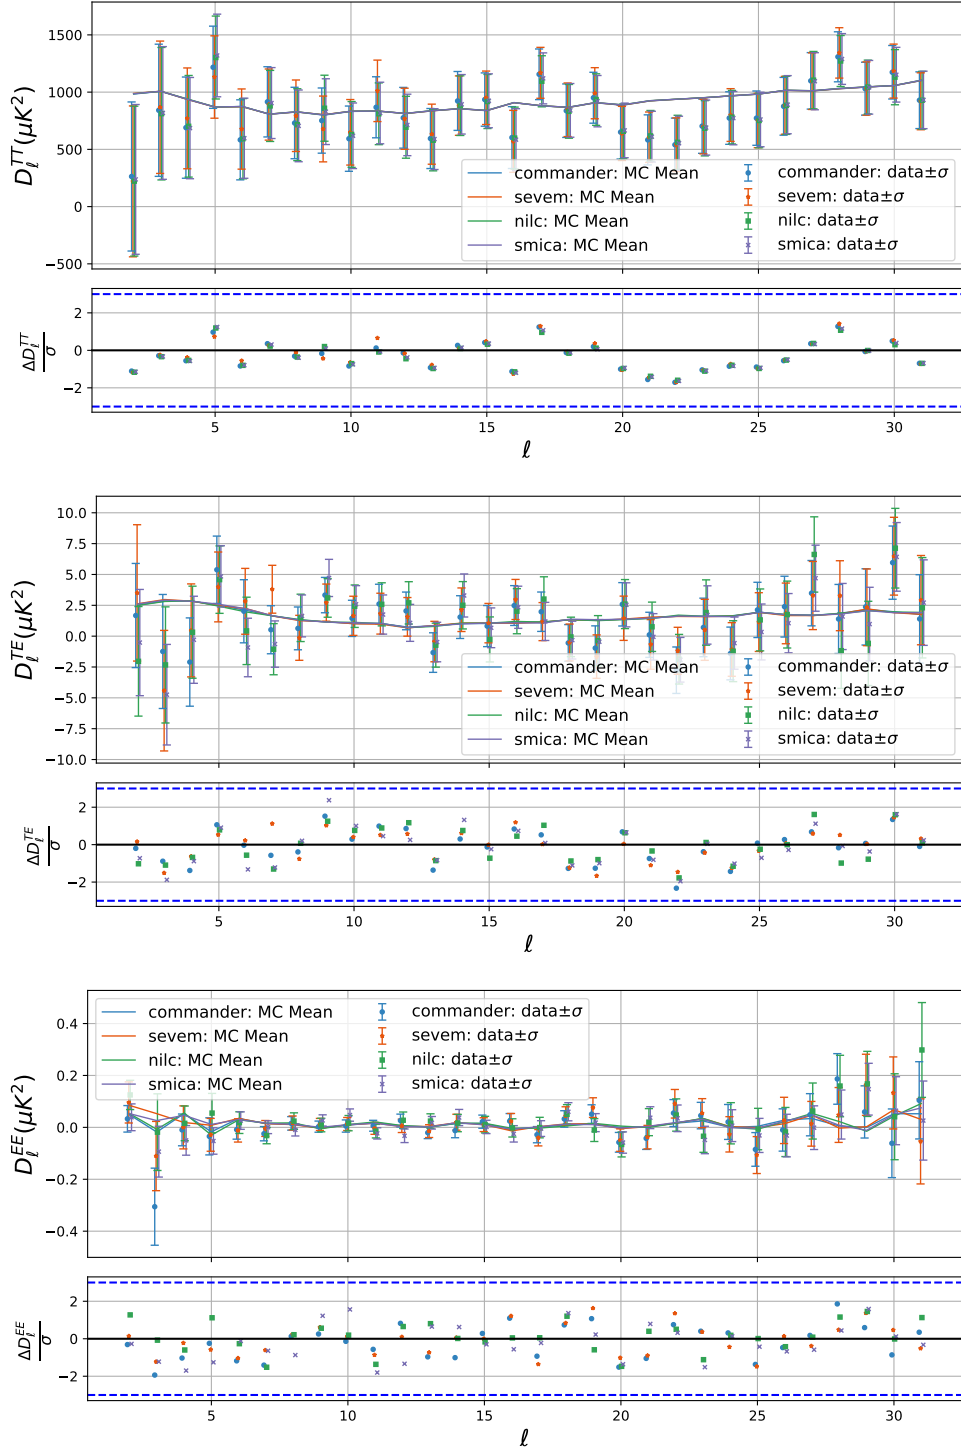 1500
1000
500
0
−500
D_ℓ^{TT}(μK²)
commander: MC Mean
sevem: MC Mean
nilc: MC Mean
smica: MC Mean
commander: data±σ
sevem: data±σ
nilc: data±σ
smica: data±σ
2
0
−2
ΔD_ℓ^{TT}/σ
5 10 15 20 25 30
ℓ
10.0
7.5
5.0
2.5
0.0
−2.5
−5.0
−7.5
−10.0
D_ℓ^{TE}(μK²)
commander: MC Mean
sevem: MC Mean
nilc: MC Mean
smica: MC Mean
commander: data±σ
sevem: data±σ
nilc: data±σ
smica: data±σ
2
0
−2
ΔD_ℓ^{TE}/σ
5 10 15 20 25 30
ℓ
0.4
0.2
0.0
−0.2
−0.4
D_ℓ^{EE}(μK²)
commander: MC Mean
sevem: MC Mean
nilc: MC Mean
smica: MC Mean
commander: data±σ
sevem: data±σ
nilc: data±σ
smica: data±σ
2
0
−2
ΔD_ℓ^{EE}/σ
5 10 15 20 25 30
ℓ